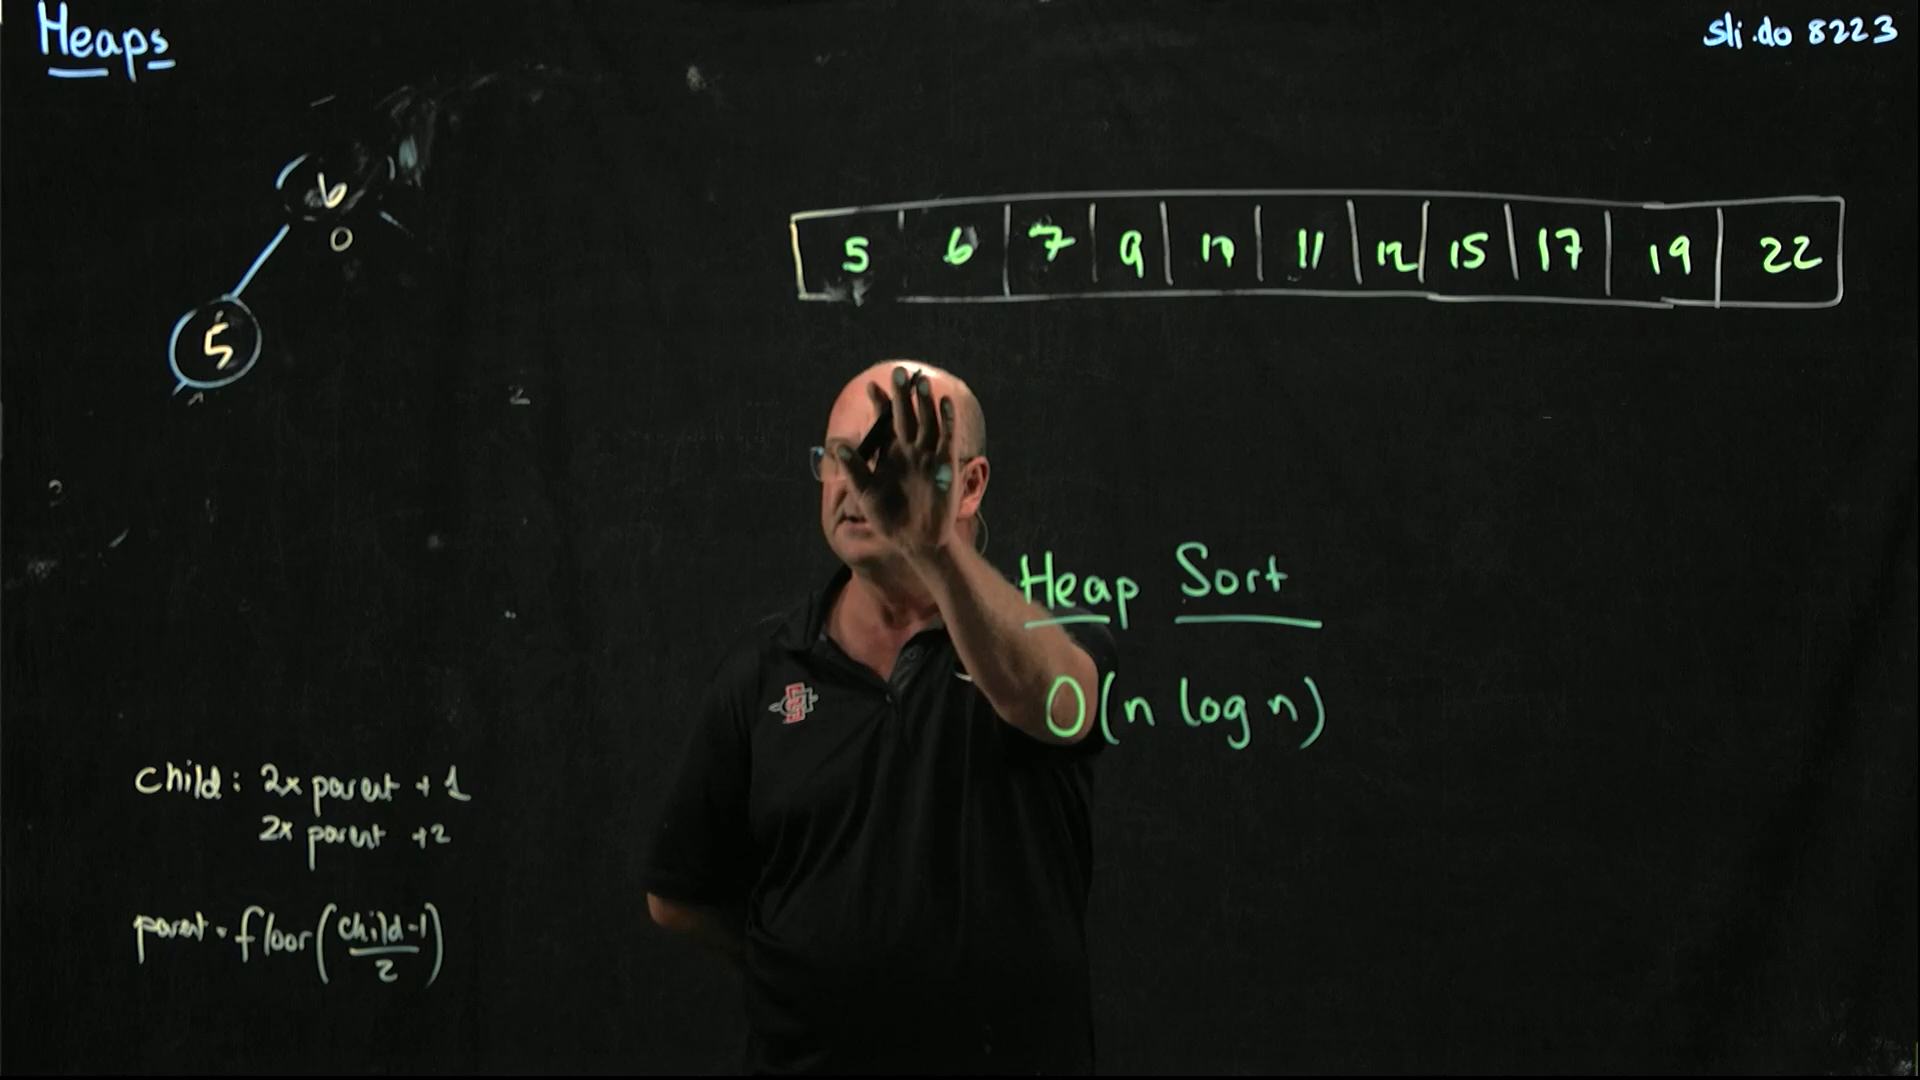 Heaps
sli.do 8223
6
0
5
5 6 7 9 10 11 12 15 17 19 22
2
Heap Sort
O(n log n)
child: 2x parent + 1
2x parent +2
parent = floor(child-1/2)